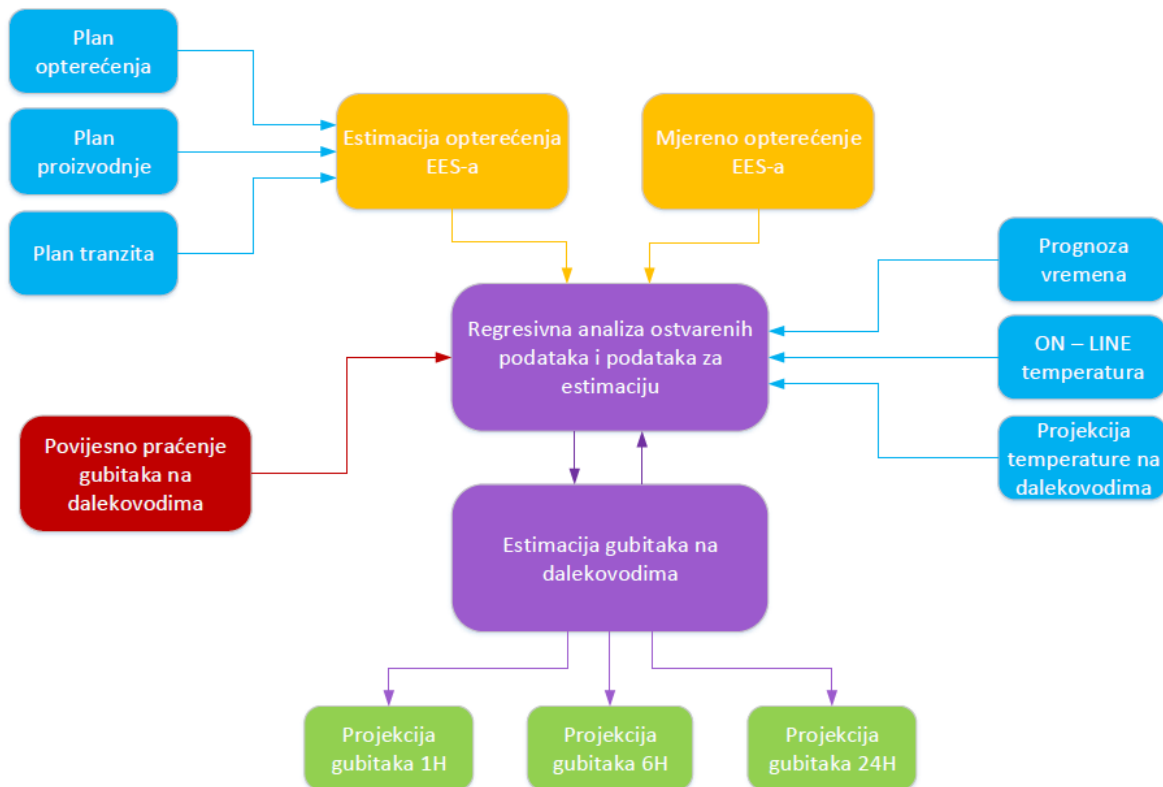 Plan
opterećenja
Plan
proizvodnje
Plan tranzita
Estimacija opterećenja
EES-a
Mjereno opterećenje
EES-a
Prognoza
vremena
ON – LINE
temperatura
Projekcija
temperature na
dalekovodima
Regresivna analiza ostvarenih
podataka i podataka za
estimaciju
Povijesno praćenje
gubitaka na
dalekovodima
Estimacija gubitaka na
dalekovodima
Projekcija
gubitaka 1H
Projekcija
gubitaka 6H
Projekcija
gubitaka 24H